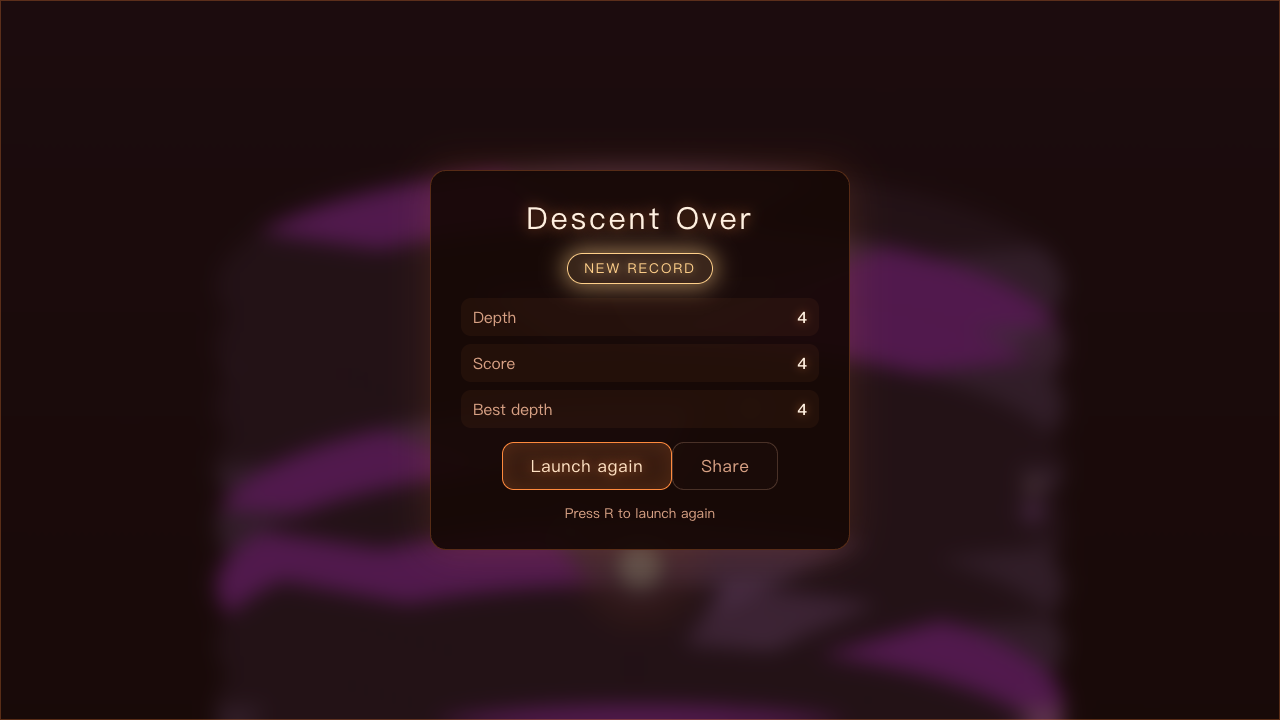 Descent Over
NEW RECORD
Depth 4
Score 4
Best depth 4
Launch again Share
Press R to launch again